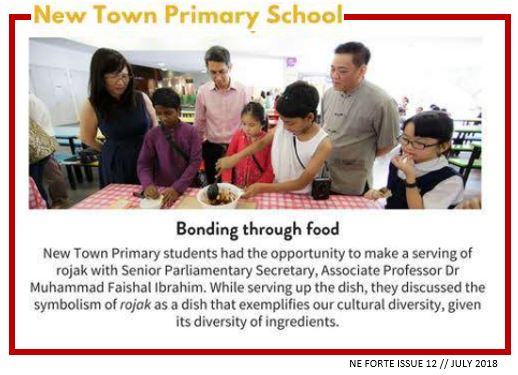 New Town Primary School
Bonding through food
New Town Primary students had the opportunity to make a serving of
rojak with Senior Parliamentary Secretary, Associate Professor Dr
Muhammad Faishal Ibrahim. While serving up the dish, they discussed the
symbolism of rojak as a dish that exemplifies our cultural diversity, given
its diversity of ingredients.
NE FORTE ISSUE 12 // JULY 2018